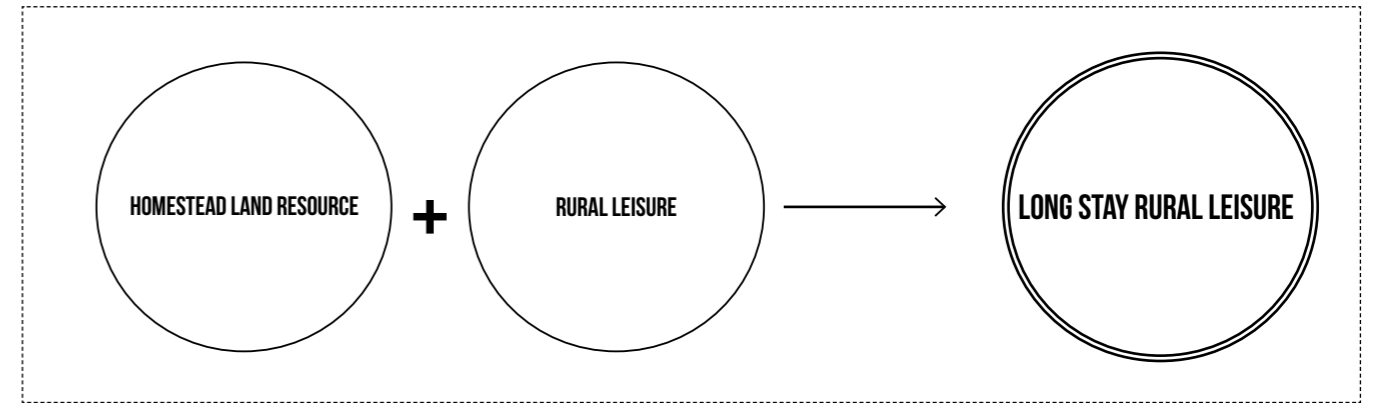 HOMESTEAD LAND RESOURCE
+
RURAL LEISURE
LONG STAY RURAL LEISURE